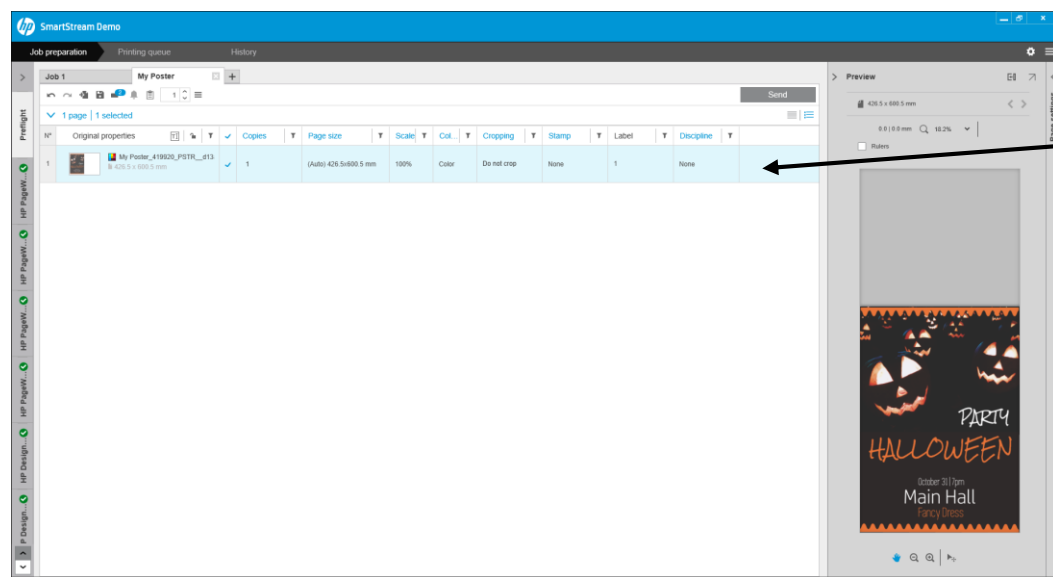 hp SmartStream Demo
Job preparation Printing queue History
Job 1 My Poster +
1 Send
1 page 1 selected
Nº Original properties Copies Page size Scale Col... Cropping Stamp Label Discipline
1 My Poster_419920_PSTR__d13 1 (Auto) 426.5x600.5 mm 100% Color Do not crop None 1 None
426.5 x 600.5 mm
Preflight
HP PageW...
HP PageW...
HP PageW...
HP PageW...
HP Design...
P Design...
Preview
426.5 x 600.5 mm
0.0 | 0.0 mm 18.2%
Rulers
PARTY
HALLOWEEN
October 31 | 7pm
Main Hall
Fancy Dress